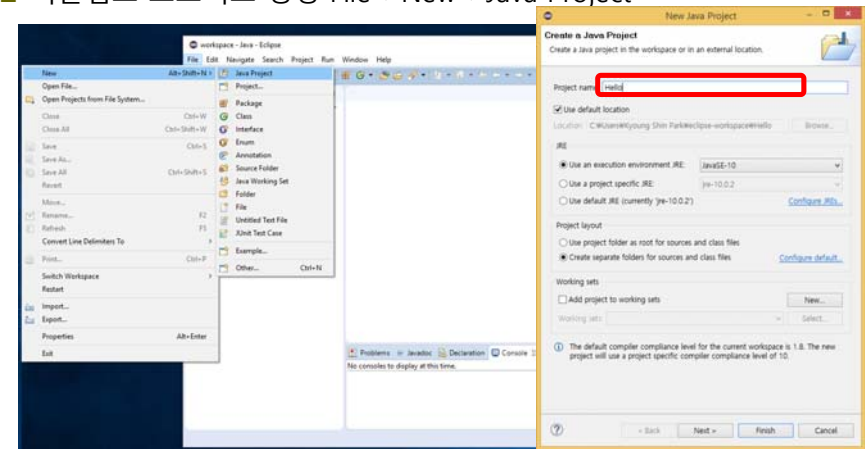 File > New > Java Project
workspace - Java - Eclipse
File Edit Navigate Search Project Run Window Help
New Alt+Shift+N >
Open File...
Open Projects from File System...
Close Ctrl+W
Close All Ctrl+Shift+W
Save Ctrl+S
Save As...
Save All Ctrl+Shift+S
Revert
Move...
Rename... F2
Refresh F5
Convert Line Delimiters To >
Print... Ctrl+P
Switch Workspace >
Restart
Import...
Export...
Properties Alt+Enter
Exit
Java Project
Project...
Package
Class
Interface
Enum
Annotation
Source Folder
Java Working Set
Folder
File
Untitled Text File
JUnit Test Case
Example...
Other... Ctrl+N
Problems Javadoc Declaration Console
No consoles to display at this time.
New Java Project
Create a Java Project
Create a Java project in the workspace or in an external location.
Project name: Hello
Use default location
Location: C:₩Users₩Kyoung Shin Park₩eclipse-workspace₩Hello Browse...
JRE
Use an execution environment JRE: JavaSE-10
Use a project specific JRE: jre-10.0.2
Use default JRE (currently 'jre-10.0.2') Configure JREs...
Project layout
Use project folder as root for sources and class files
Create separate folders for sources and class files Configure default...
Working sets
Add project to working sets New...
Working sets: Select...
The default compiler compliance level for the current workspace is 1.8. The new
project will use a project specific compiler compliance level of 10.
< Back Next > Finish Cancel